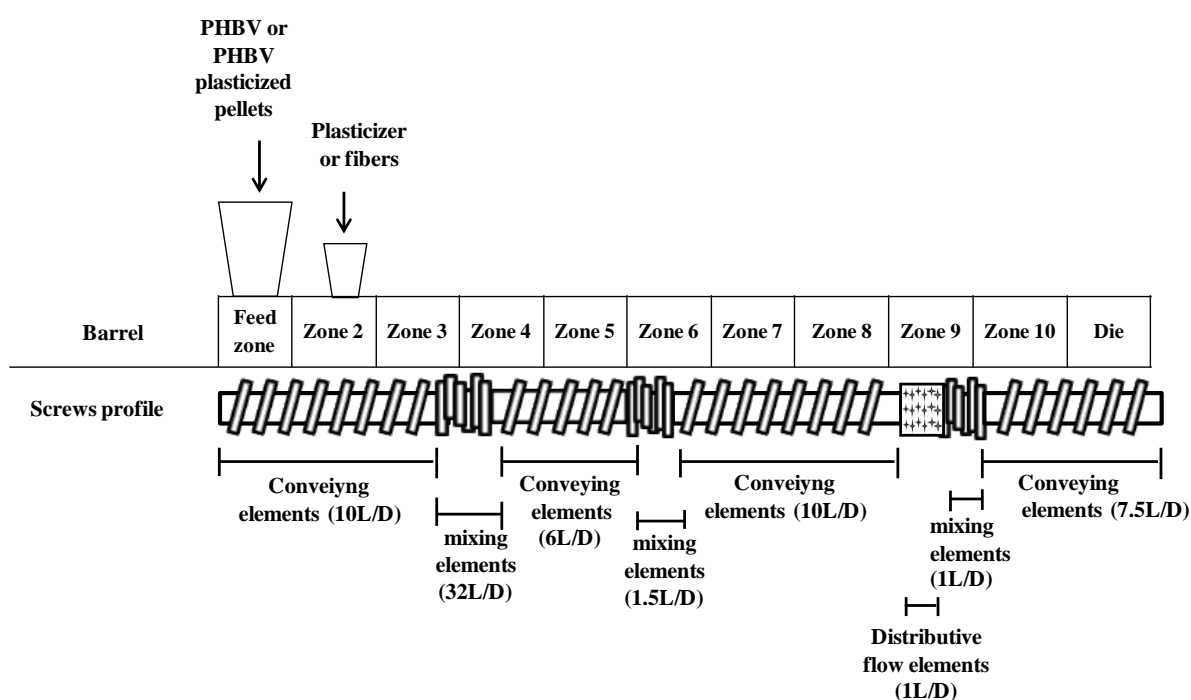 PHBV or
PHBV
plasticized
pellets
Plasticizer
or fibers
Barrel
Feed
zone
Zone 2
Zone 3
Zone 4
Zone 5
Zone 6
Zone 7
Zone 8
Zone 9
Zone 10
Die
Screws profile
Conveiyng
elements (10L/D)
mixing
elements
(32L/D)
Conveying
elements
(6L/D)
mixing
elements
(1.5L/D)
Conveying
elements (10L/D)
Distributive
flow elements
(1L/D)
mixing
elements
(1L/D)
Conveying
elements (7.5L/D)